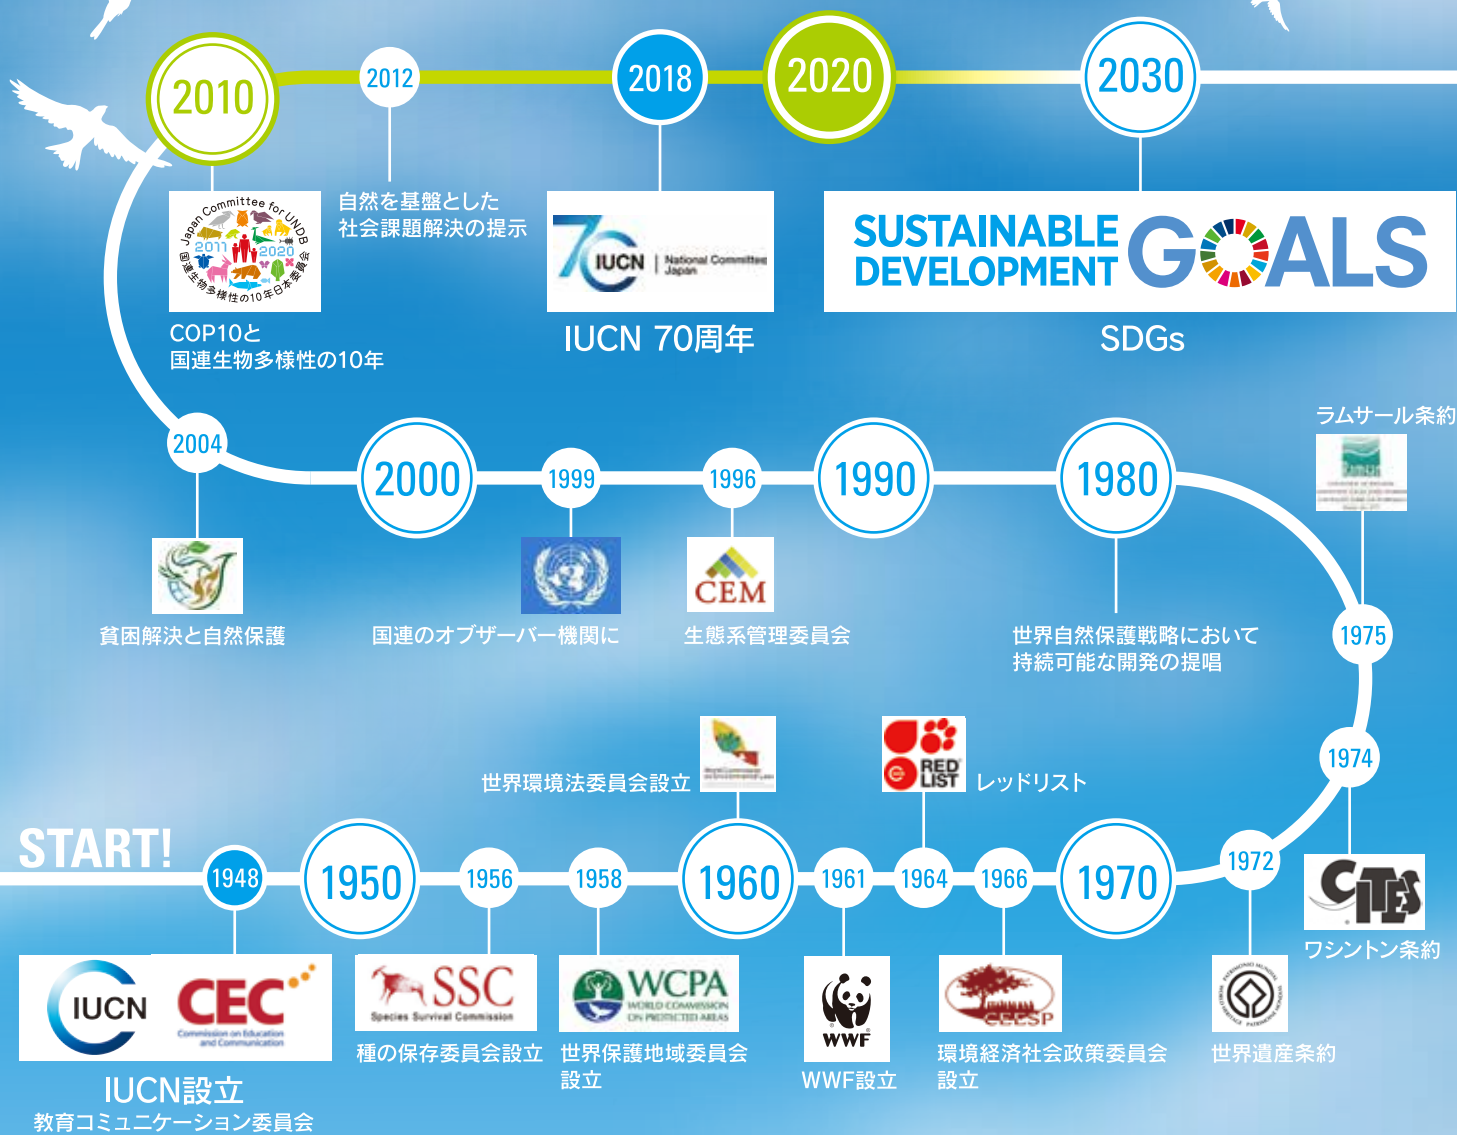 2010
2012
2018
2020
2030
自然を基盤とした
社会課題解決の提示
Japan Committee for UNDB
2011
2020
国連生物多様性の10年日本委員会
COP10と
国連生物多様性の10年
70
IUCN
National Committee
Japan
IUCN 70周年
SUSTAINABLE
DEVELOPMENT
GOALS
SDGs
ラムサール条約
2004
2000
1999
1996
1990
1980
1975
貧困解決と自然保護
国連のオブザーバー機関に
CEM
生態系管理委員会
世界自然保護戦略において
持続可能な開発の提唱
1974
CITES
ワシントン条約
世界環境法委員会設立
RED
LIST
レッドリスト
START!
1948
1950
1956
1958
1960
1961
1964
1966
1970
1972
IUCN
CEC
Commission on Education
and Communication
IUCN設立
教育コミュニケーション委員会
SSC
Species Survival Commission
種の保存委員会設立
WCPA
WORLD COMMISSION
ON PROTECTED AREAS
世界保護地域委員会
設立
WWF
WWF設立
CEESP
環境経済社会政策委員会
設立
WORLD HERITAGE
PATRIMOINE MONDIAL
PATRIMONIO MUNDIAL
世界遺産条約